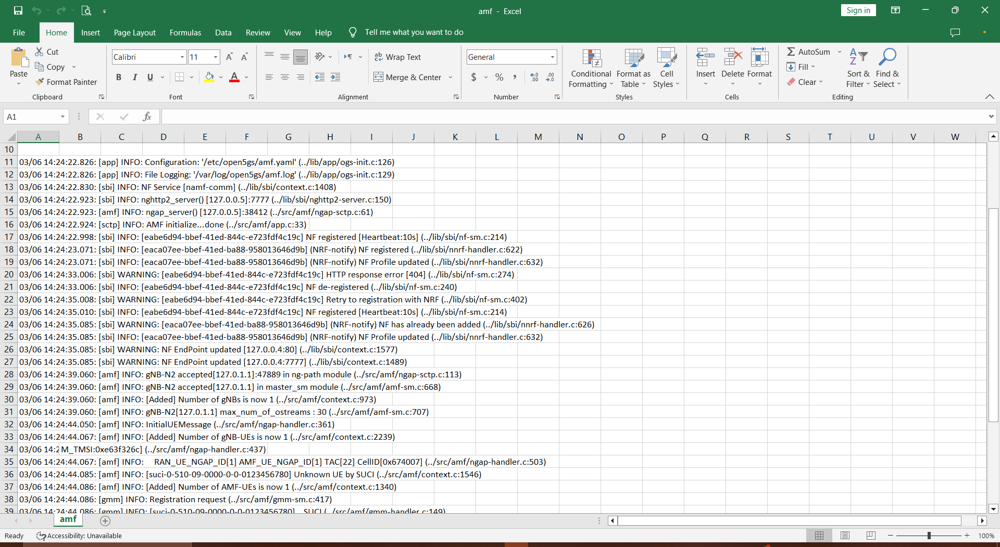 amf - Excel
Sign in
File Home Insert Page Layout Formulas Data Review View Help Tell me what you want to do
Paste
Cut
Copy
Format Painter
Clipboard
Calibri 11
B I U
Font
Wrap Text
Merge & Center
Alignment
General
$ % ,
Number
Conditional Formatting
Format as Table
Cell Styles
Styles
Insert Delete Format
Cells
AutoSum
Fill
Clear
Sort & Filter
Find & Select
Editing
A1 fx
A B C D E F G H I J K L M N O P Q R S T U V W
10
11 03/06 14:24:22.826: [app] INFO: Configuration: '/etc/open5gs/amf.yaml' (../lib/app/ogs-init.c:126)
12 03/06 14:24:22.826: [app] INFO: File Logging: '/var/log/open5gs/amf.log' (../lib/app/ogs-init.c:129)
13 03/06 14:24:22.830: [sbi] INFO: NF Service [namf-comm] (../lib/sbi/context.c:1408)
14 03/06 14:24:22.923: [sbi] INFO: nghttp2_server() [127.0.0.5]:7777 (../lib/sbi/nghttp2-server.c:150)
15 03/06 14:24:22.923: [amf] INFO: ngap_server() [127.0.0.5]:38412 (../src/amf/ngap-sctp.c:61)
16 03/06 14:24:22.924: [sctp] INFO: AMF initialize...done (../src/amf/app.c:33)
17 03/06 14:24:22.998: [sbi] INFO: [eabe6d94-bbef-41ed-844c-e723fdf4c19c] NF registered [Heartbeat:10s] (../lib/sbi/nf-sm.c:214)
18 03/06 14:24:23.071: [sbi] INFO: [eaca07ee-bbef-41ed-ba88-958013646d9b] (NRF-notify) NF registered (../lib/sbi/nnrf-handler.c:622)
19 03/06 14:24:23.071: [sbi] INFO: [eaca07ee-bbef-41ed-ba88-958013646d9b] (NRF-notify) NF Profile updated (../lib/sbi/nnrf-handler.c:632)
20 03/06 14:24:33.006: [sbi] WARNING: [eabe6d94-bbef-41ed-844c-e723fdf4c19c] HTTP response error [404] (../lib/sbi/nf-sm.c:274)
21 03/06 14:24:33.006: [sbi] INFO: [eabe6d94-bbef-41ed-844c-e723fdf4c19c] NF de-registered (../lib/sbi/nf-sm.c:240)
22 03/06 14:24:35.008: [sbi] WARNING: [eabe6d94-bbef-41ed-844c-e723fdf4c19c] Retry to registration with NRF (../lib/sbi/nf-sm.c:402)
23 03/06 14:24:35.010: [sbi] INFO: [eabe6d94-bbef-41ed-844c-e723fdf4c19c] NF registered [Heartbeat:10s] (../lib/sbi/nf-sm.c:214)
24 03/06 14:24:35.085: [sbi] WARNING: [eaca07ee-bbef-41ed-ba88-958013646d9b] (NRF-notify) NF has already been added (../lib/sbi/nnrf-handler.c:626)
25 03/06 14:24:35.085: [sbi] INFO: [eaca07ee-bbef-41ed-ba88-958013646d9b] (NRF-notify) NF Profile updated (../lib/sbi/nnrf-handler.c:632)
26 03/06 14:24:35.085: [sbi] WARNING: NF EndPoint updated [127.0.0.4:80] (../lib/sbi/context.c:1577)
27 03/06 14:24:35.085: [sbi] WARNING: NF EndPoint updated [127.0.0.4:7777] (../lib/sbi/context.c:1489)
28 03/06 14:24:39.060: [amf] INFO: gNB-N2 accepted[127.0.1.1]:47889 in ng-path module (../src/amf/ngap-sctp.c:113)
29 03/06 14:24:39.060: [amf] INFO: gNB-N2 accepted[127.0.1.1] in master_sm module (../src/amf/amf-sm.c:668)
30 03/06 14:24:39.060: [amf] INFO: [Added] Number of gNBs is now 1 (../src/amf/context.c:973)
31 03/06 14:24:39.060: [amf] INFO: gNB-N2[127.0.1.1] max_num_of_ostreams : 30 (../src/amf/amf-sm.c:707)
32 03/06 14:24:44.050: [amf] INFO: InitialUEMessage (../src/amf/ngap-handler.c:361)
33 03/06 14:24:44.067: [amf] INFO: [Added] Number of gNB-UEs is now 1 (../src/amf/context.c:2239)
34 03/06 14:2 M_TMSI:0xe63f326c] (../src/amf/ngap-handler.c:437)
35 03/06 14:24:44.067: [amf] INFO: RAN_UE_NGAP_ID[1] AMF_UE_NGAP_ID[1] TAC[22] CellID[0x674007] (../src/amf/ngap-handler.c:503)
36 03/06 14:24:44.085: [amf] INFO: [suci-0-510-09-0000-0-0-0123456780] Unknown UE by SUCI (../src/amf/context.c:1546)
37 03/06 14:24:44.086: [amf] INFO: [Added] Number of AMF-UEs is now 1 (../src/amf/context.c:1340)
38 03/06 14:24:44.086: [gmm] INFO: Registration request (../src/amf/gmm-sm.c:417)
39 03/06 14:24:44.086: [gmm] INFO: [suci-0-510-09-0000-0-0-0123456780] SUCI (../src/amf/gmm-handler.c:149)
amf
Ready Accessibility: Unavailable 100%